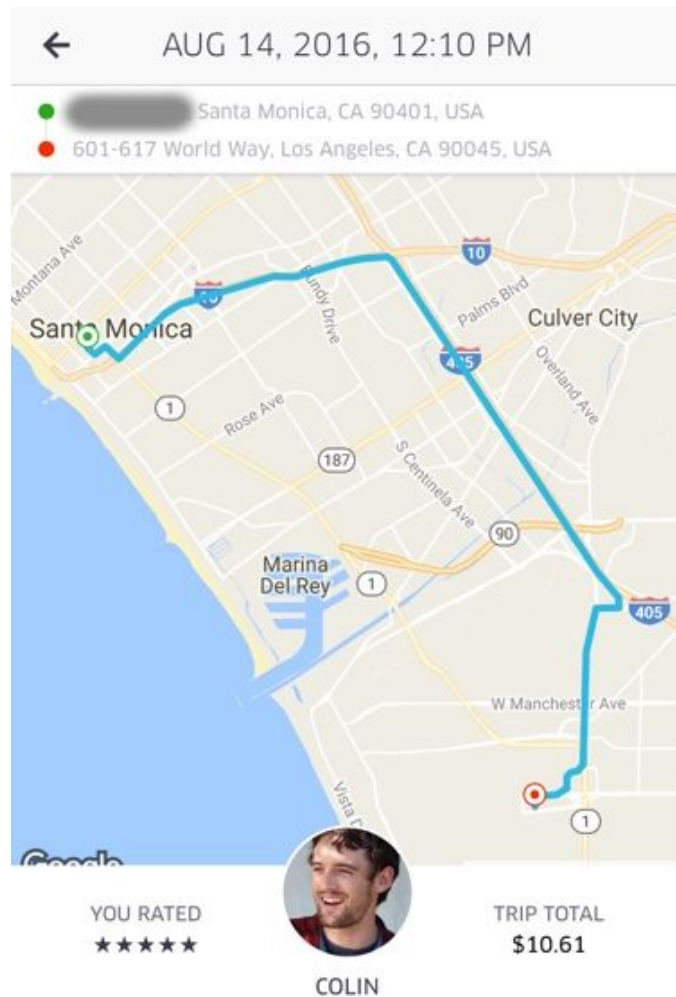 AUG 14, 2016, 12:10 PM
Santa Monica, CA 90401, USA
601-617 World Way, Los Angeles, CA 90045, USA
Montana Ave
10
10
Bundy Drive
Palms Blvd
Culver City
Santa Monica
405
Overland Ave
1
Rose Ave
187
S Centinela Ave
90
Marina
Del Rey
1
405
W Manchester Ave
Vista D
1
Google
YOU RATED
★★★★★
TRIP TOTAL
$10.61
COLIN